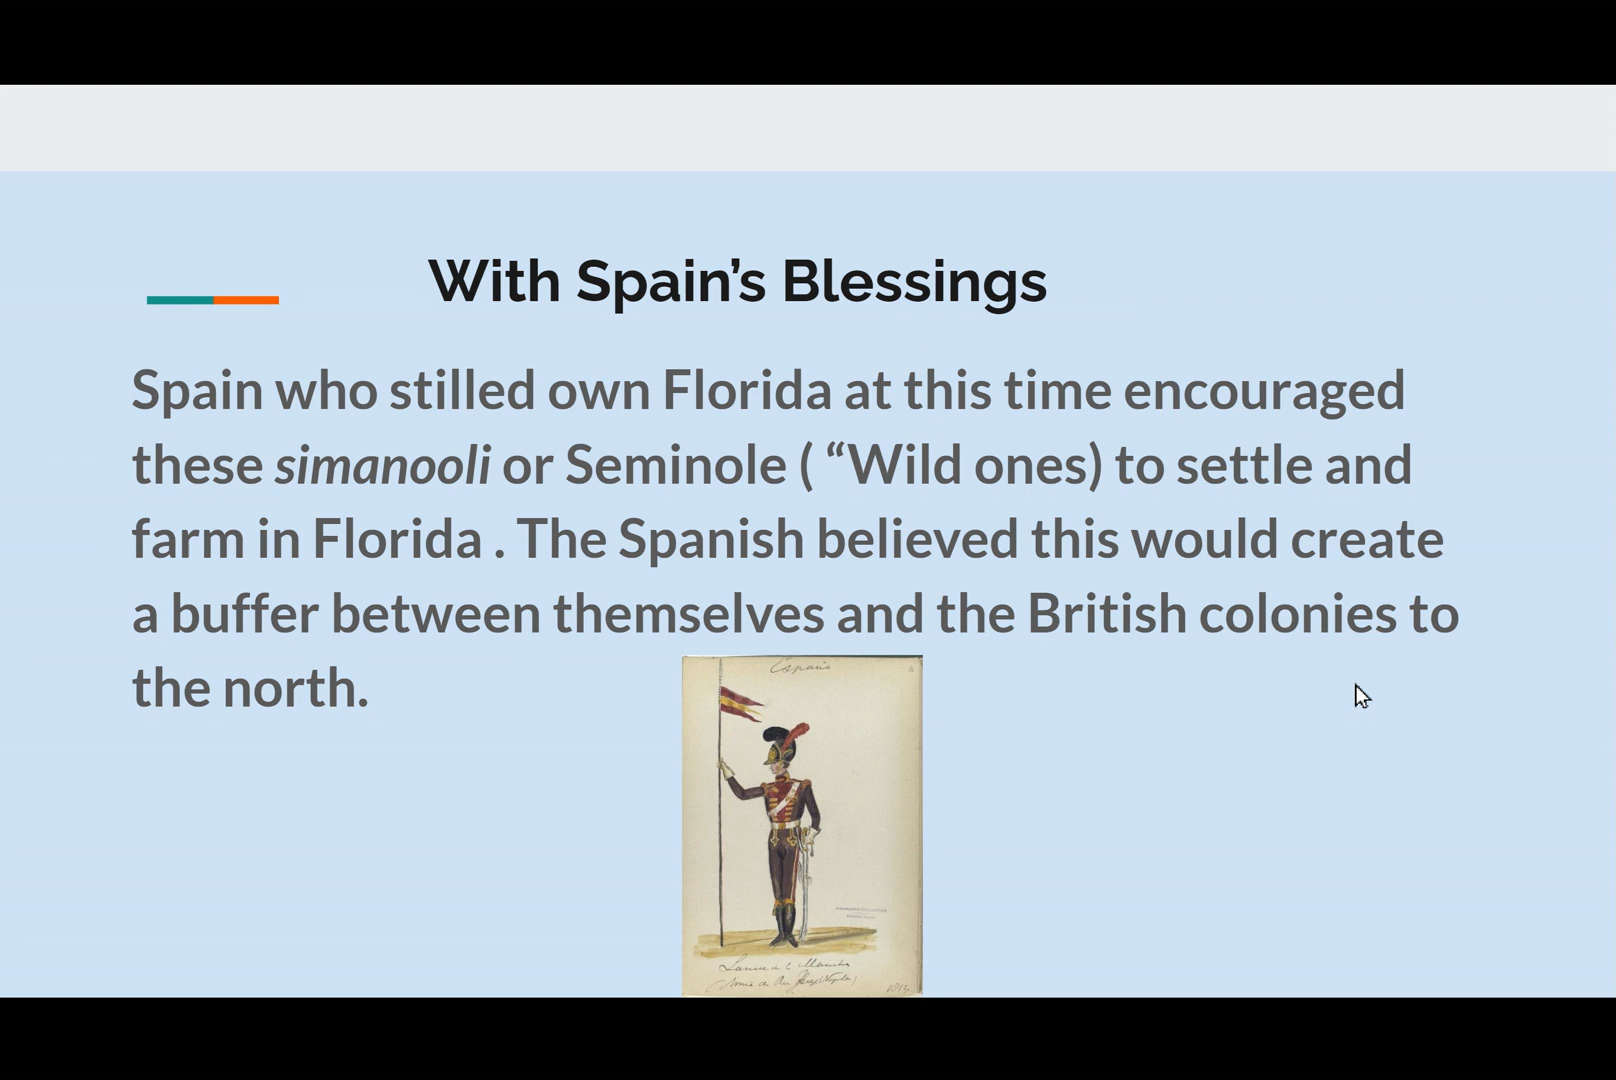 With Spain’s Blessings
Spain who stilled own Florida at this time encouraged
these simanooli or Seminole ( “Wild ones) to settle and
farm in Florida . The Spanish believed this would create
a buffer between themselves and the British colonies to
the north.